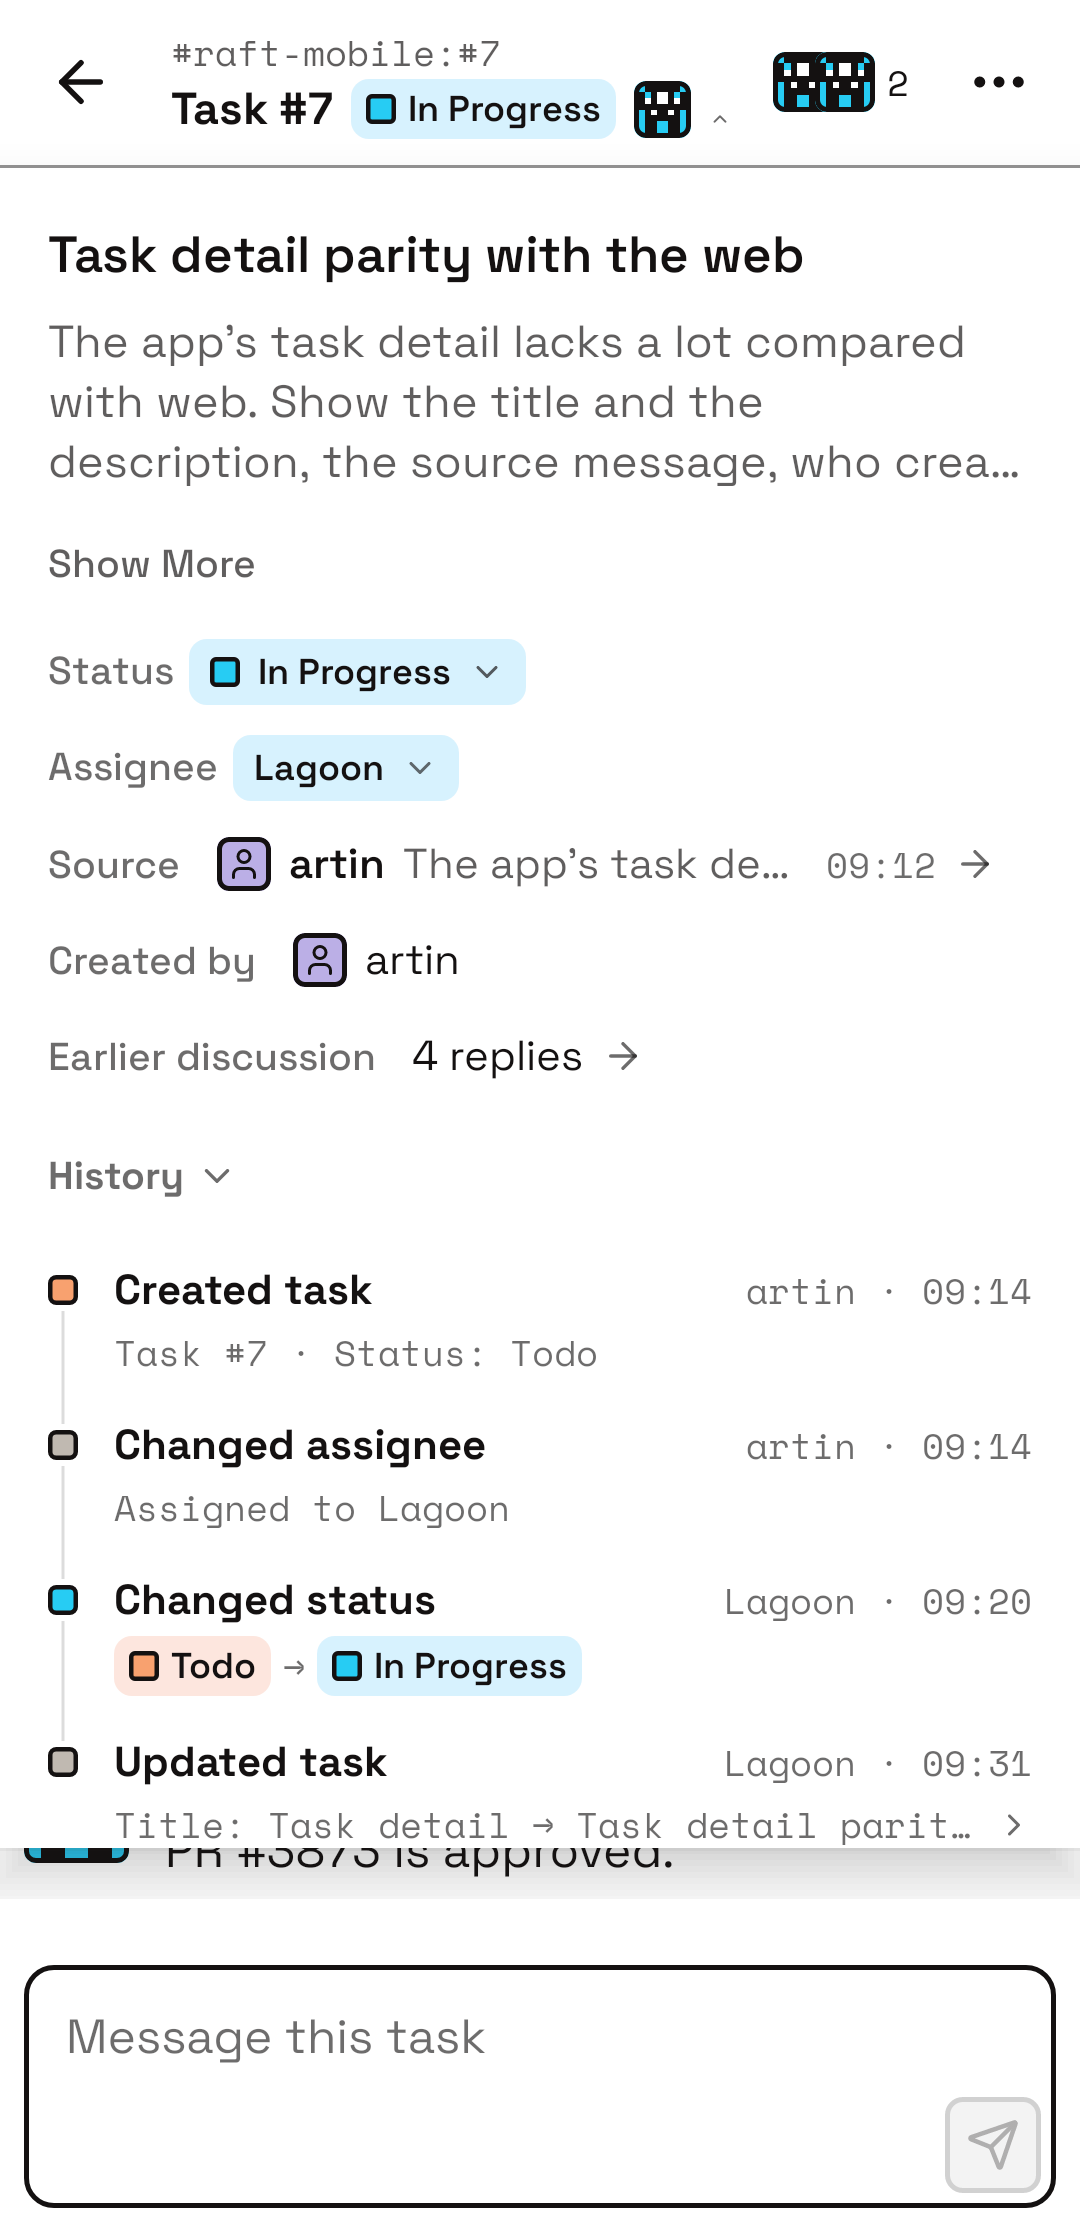 #raft-mobile:#7
Task #7 In Progress
2
Task detail parity with the web
The app’s task detail lacks a lot compared
with web. Show the title and the
description, the source message, who crea…
Show More
Status In Progress
Assignee Lagoon
Source artin The app’s task de… 09:12
Created by artin
Earlier discussion 4 replies
History
Created task artin · 09:14
Task #7 · Status: Todo
Changed assignee artin · 09:14
Assigned to Lagoon
Changed status Lagoon · 09:20
Todo → In Progress
Updated task Lagoon · 09:31
Title: Task detail → Task detail parit…
PR #3873 is approved.
Message this task